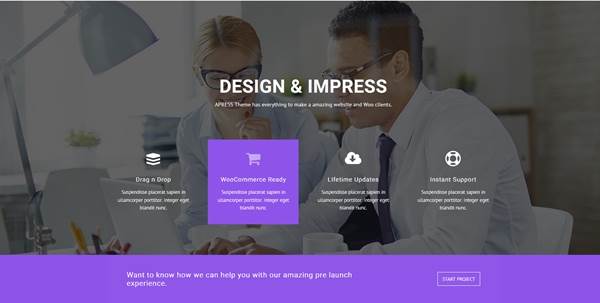 DESIGN & IMPRESS
APRESS Theme has everything to make a amazing website and Woo clients.
Drag n Drop
Suspendisse placerat sapien in
ullamcorper porttitor. Integer eget
blandit nunc.
WooCommerce Ready
Suspendisse placerat sapien in
ullamcorper porttitor. Integer eget
blandit nunc.
Lifetime Updates
Suspendisse placerat sapien in
ullamcorper porttitor. Integer eget
blandit nunc.
Instant Support
Suspendisse placerat sapien in
ullamcorper porttitor. Integer eget
blandit nunc.
Want to know how we can help you with our amazing pre launch
experience.
START PROJECT